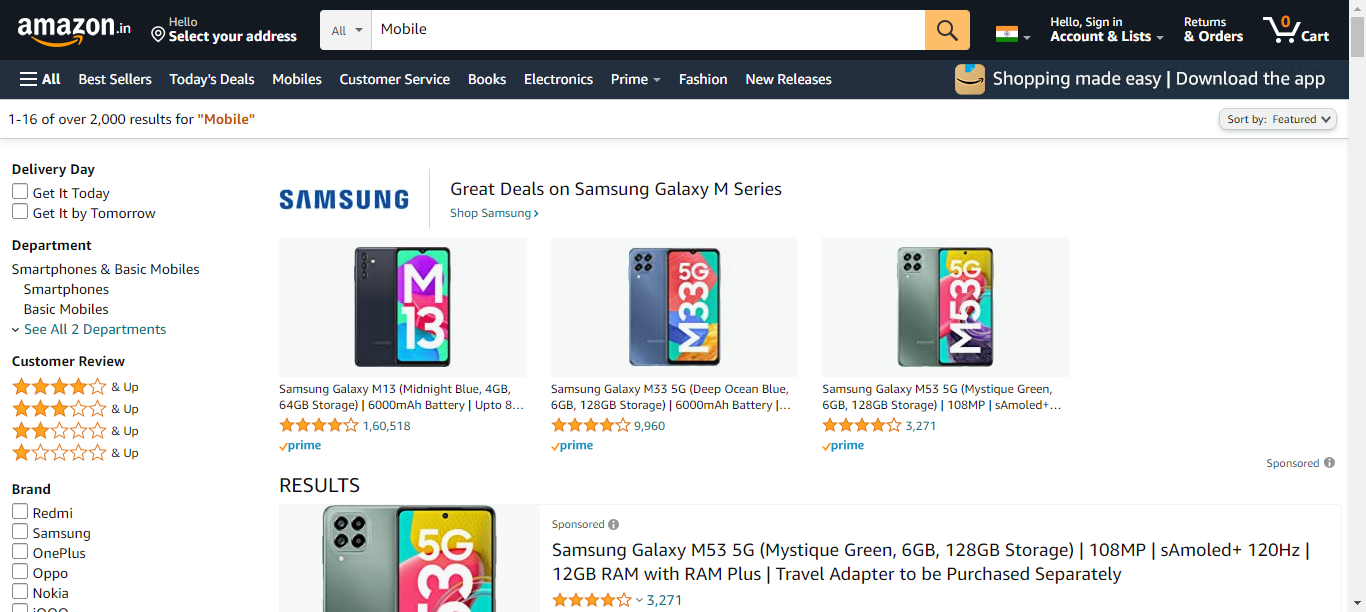 amazon.in
Hello
Select your address
All
Mobile
Hello, Sign in
Account & Lists
Returns
& Orders
0
Cart
All
Best Sellers
Today's Deals
Mobiles
Customer Service
Books
Electronics
Prime
Fashion
New Releases
Shopping made easy | Download the app
1-16 of over 2,000 results for "Mobile"
Sort by: Featured
Delivery Day
Get It Today
Get It by Tomorrow
Department
Smartphones & Basic Mobiles
Smartphones
Basic Mobiles
See All 2 Departments
Customer Review
& Up
& Up
& Up
& Up
Brand
Redmi
Samsung
OnePlus
Oppo
Nokia
iQOO
SAMSUNG
Great Deals on Samsung Galaxy M Series
Shop Samsung
M
13
Samsung Galaxy M13 (Midnight Blue, 4GB,
64GB Storage) | 6000mAh Battery | Upto 8...
1,60,518
prime
5G
M33
Samsung Galaxy M33 5G (Deep Ocean Blue,
6GB, 128GB Storage) | 6000mAh Battery |...
9,960
prime
5G
M53
Samsung Galaxy M53 5G (Mystique Green,
6GB, 128GB Storage) | 108MP | sAmoled+...
3,271
prime
Sponsored
RESULTS
5G
53
Sponsored
Samsung Galaxy M53 5G (Mystique Green, 6GB, 128GB Storage) | 108MP | sAmoled+ 120Hz |
12GB RAM with RAM Plus | Travel Adapter to be Purchased Separately
3,271